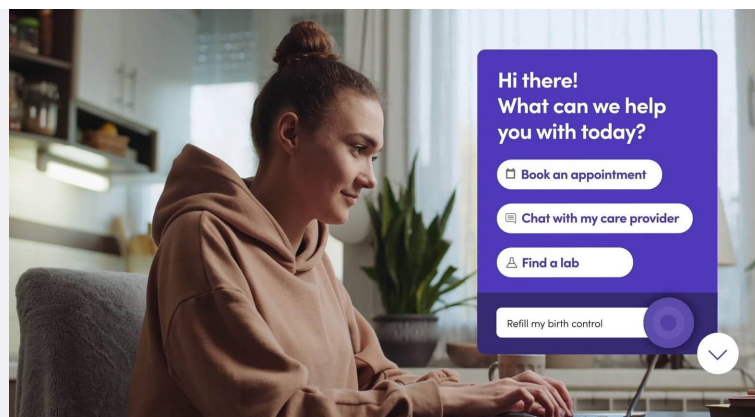 Hi there!
What can we help
you with today?
Book an appointment
Chat with my care provider
Find a lab
Refill my birth control